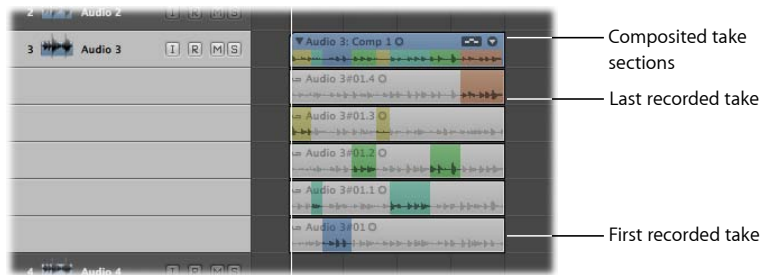 2 Audio 2 I R M S
3 Audio 3 I R M S
Audio 3: Comp 1
Audio 3#01.4
Audio 3#01.3
Audio 3#01.2
Audio 3#01.1
Audio 3#01
4 Audio 4 I R M S
Composited take
sections
Last recorded take
First recorded take